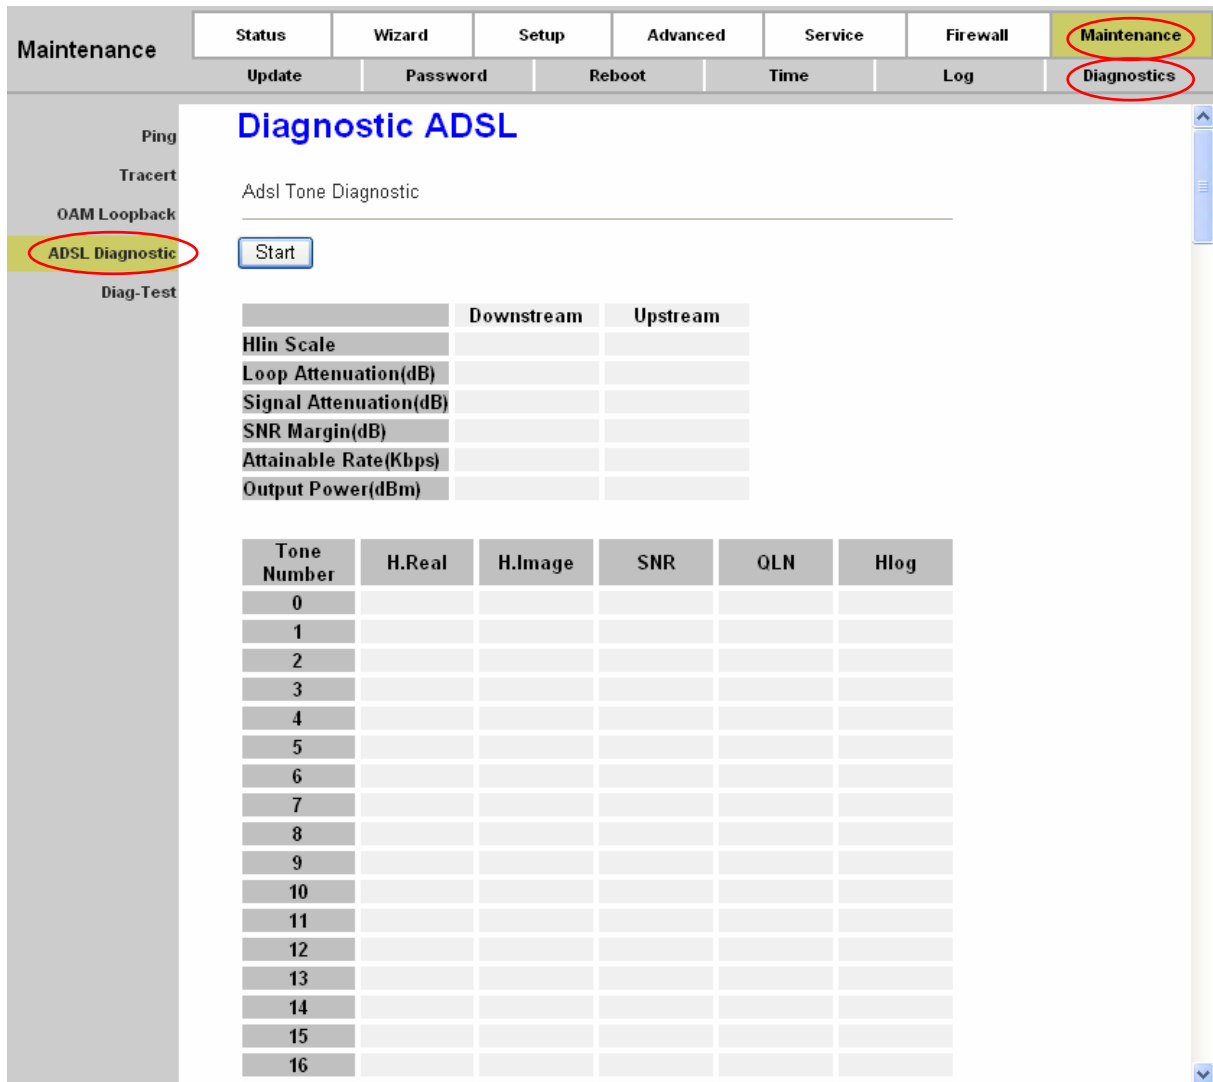 Maintenance
Status Wizard Setup Advanced Service Firewall Maintenance
Update Password Reboot Time Log Diagnostics
Ping
Tracert
OAM Loopback
ADSL Diagnostic
Diag-Test
Diagnostic ADSL
Adsl Tone Diagnostic
Start
Downstream Upstream
Hlin Scale
Loop Attenuation(dB)
Signal Attenuation(dB)
SNR Margin(dB)
Attainable Rate(Kbps)
Output Power(dBm)
Tone Number H.Real H.Image SNR QLN Hlog
0
1
2
3
4
5
6
7
8
9
10
11
12
13
14
15
16